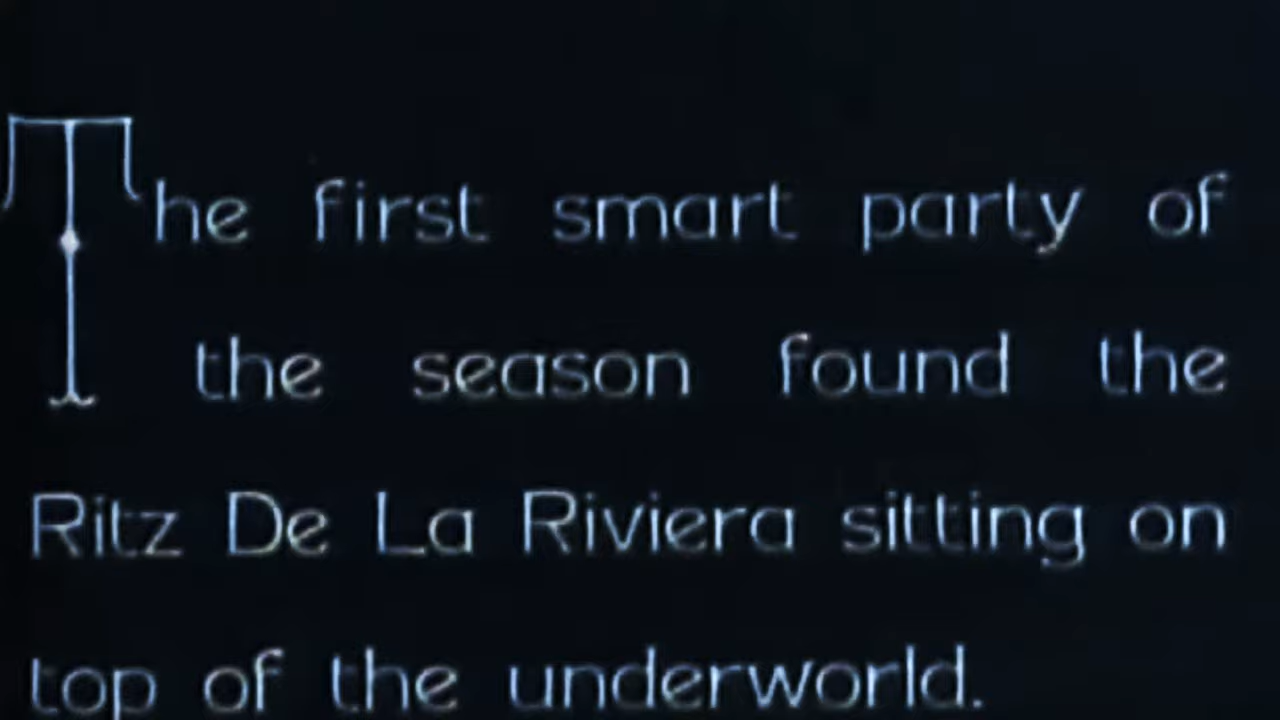 The first smart party of
the season found the
Ritz De La Riviera sitting on
top of the underworld.